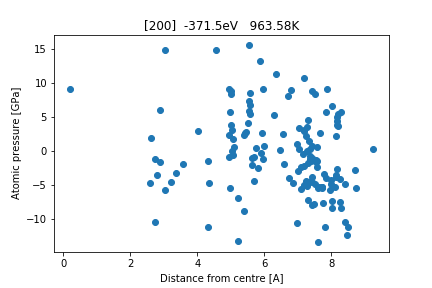 [200] -371.5eV 963.58K
15
10
5
0
−5
−10
Atomic pressure [GPa]
0 2 4 6 8
Distance from centre [A]